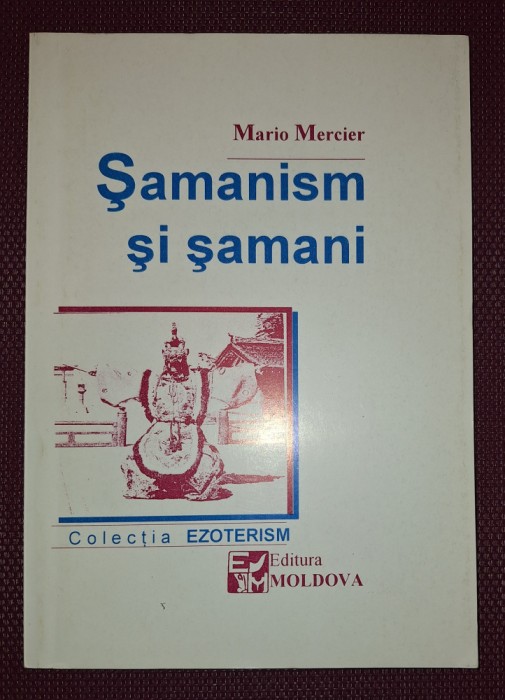 Mario Mercier
Şamanism
şi şamani
Colecţia EZOTERISM
Editura
MOLDOVA